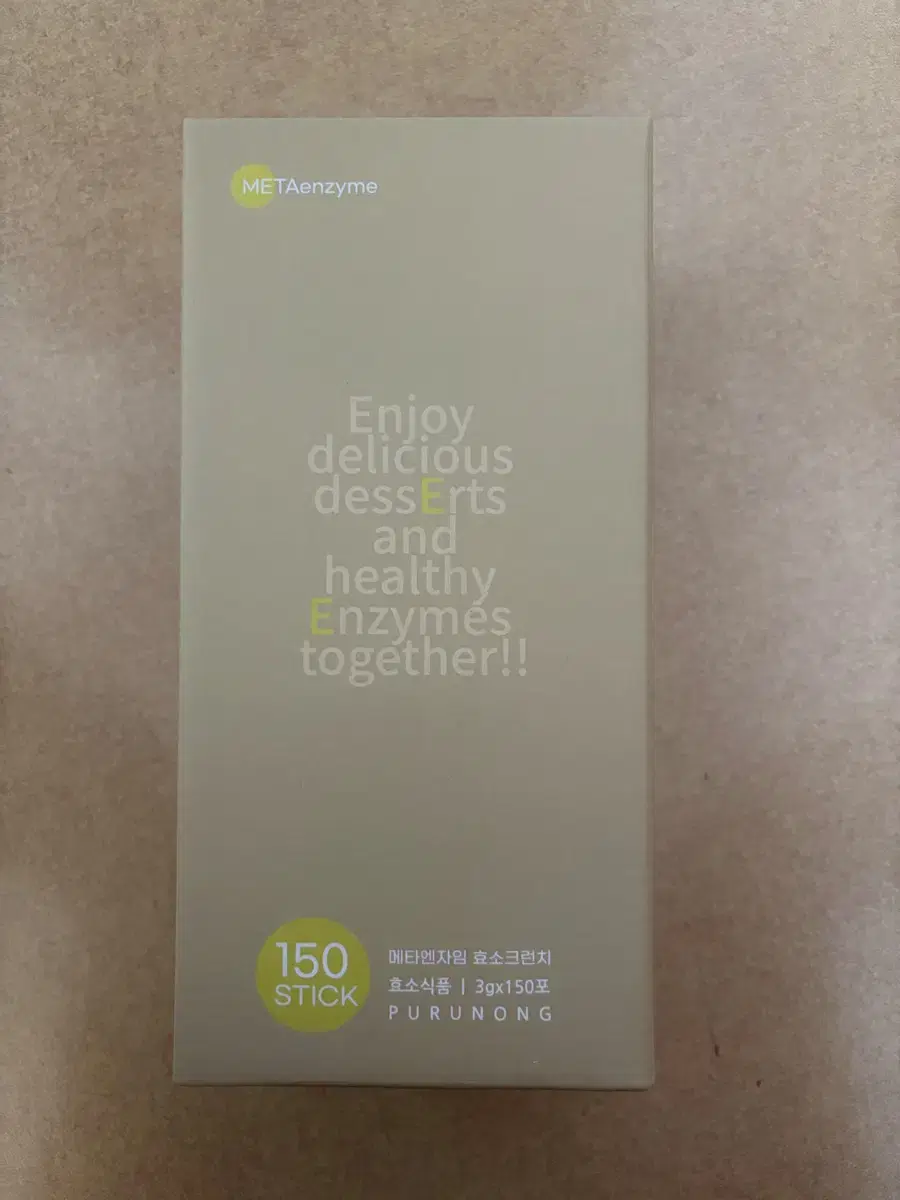 METAenzyme
Enjoy
delicious
dessErts
and
healthy
Enzymes
together!!
150
STICK
메타엔자임 효소크런치
효소식품 | 3gx150포
PURUNONG